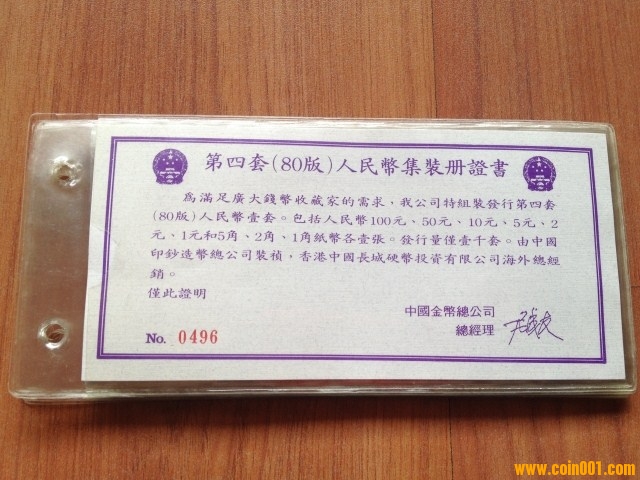 第四套(80版)人民幣集裝册證書
爲滿足廣大錢幣收藏家的需求，我公司特組裝發行第四套
(80版)人民幣壹套。包括人民幣100元、50元、10元、5元、2
元、1元和5角、2角、1角紙幣各壹張。發行量僅壹千套。由中國
印鈔造幣總公司裝禎，香港中國長城硬幣投資有限公司海外總經
銷。
僅此證明
中國金幣總公司
總經理
No. 0496
www.coin001.com